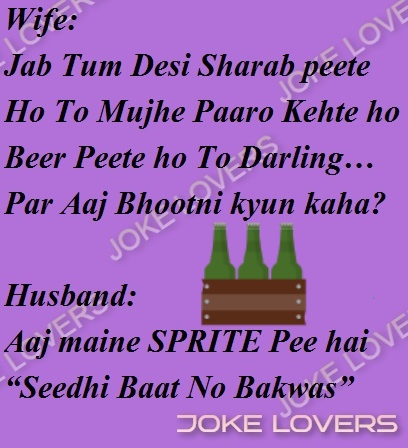 Wife:
Jab Tum Desi Sharab peete
Ho To Mujhe Paaro Kehte ho
Beer Peete ho To Darling...
Par Aaj Bhootni kyun kaha?
Husband:
Aaj maine SPRITE Pee hai
“Seedhi Baat No Bakwas”
JOKE LOVERS